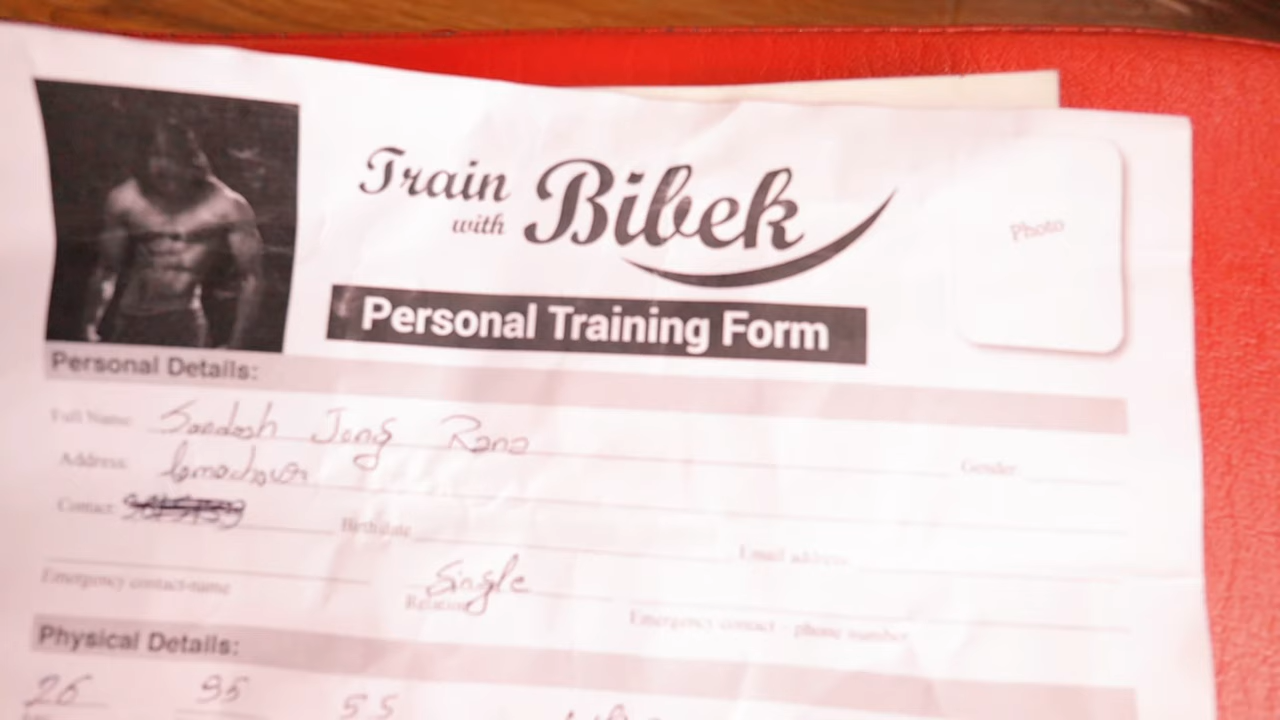 Train
with Bibek
Photo
Personal Training Form
Personal Details:
Full Name: Sandosh Jung Rana Gender
Address: lamachaur
Contact: Birthdate Email address
Single
Emergency contact-name Relation Emergency contact - phone number
Physical Details:
26 95 55